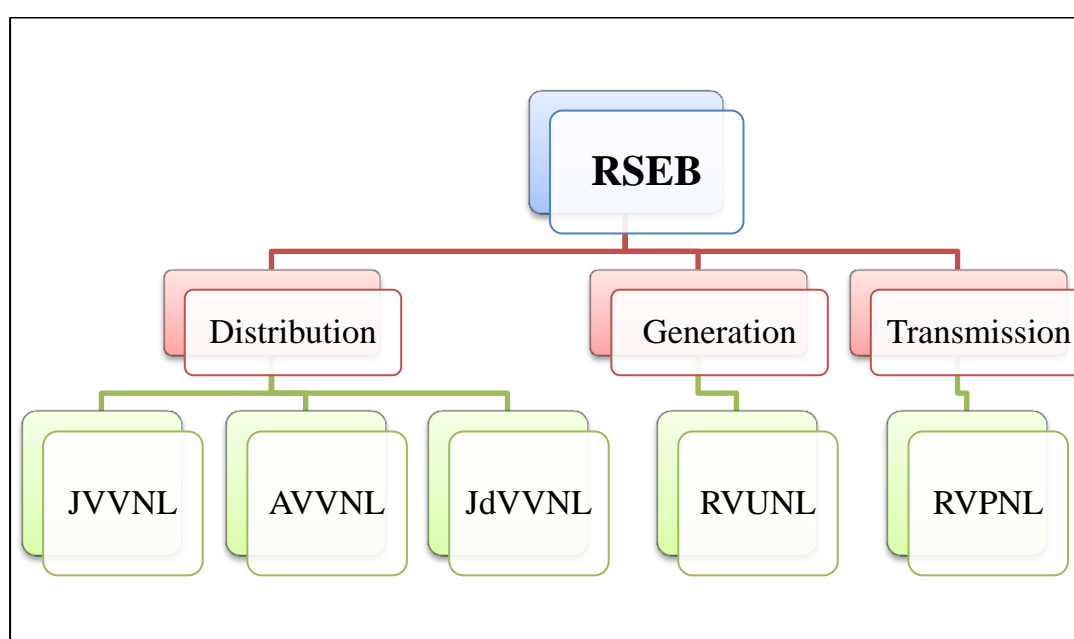 RSEB
Distribution
Generation
Transmission
JVVNL
AVVNL
JdVVNL
RVUNL
RVPNL